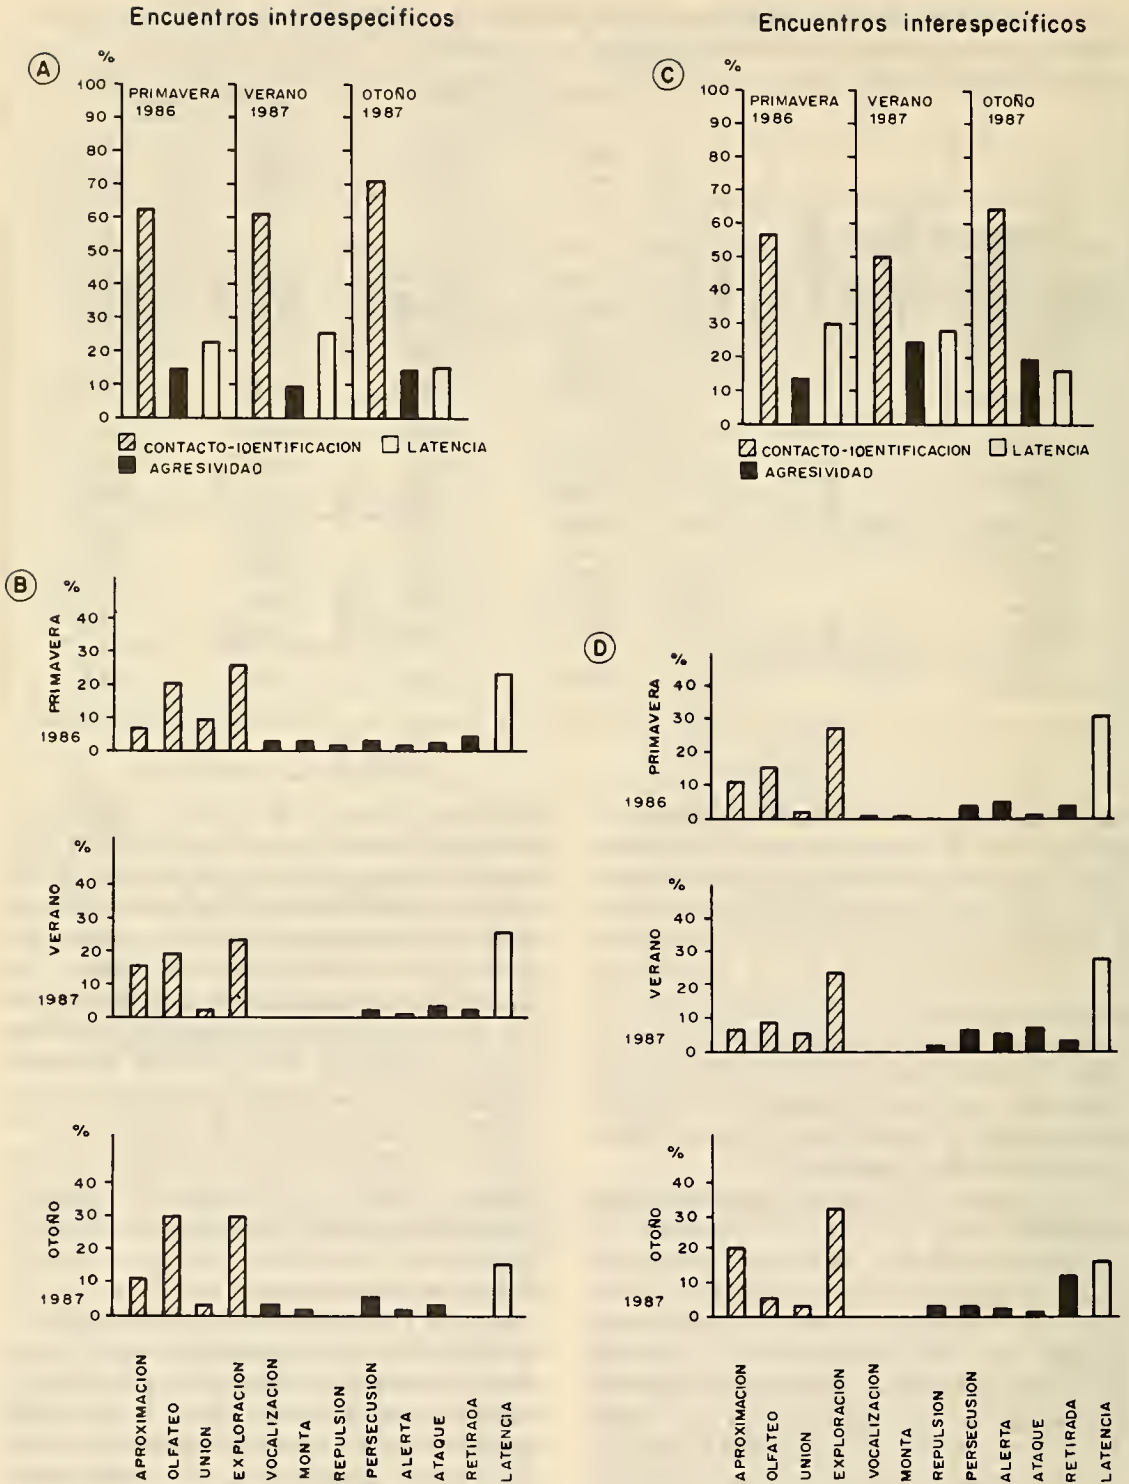 Encuentros intraespecíficos
A
%
100
90
80
70
60
50
40
30
20
10
0
PRIMAVERA
1986
VERANO
1987
OTOÑO
1987
CONTACTO-IDENTIFICACION LATENCIA
AGRESIVIDAD
B
%
PRIMAVERA
1986
40
30
20
10
0
%
VERANO
1987
40
30
20
10
0
%
OTOÑO
1987
40
30
20
10
0
APROXIMACION
OLFATEO
UNION
EXPLORACION
VOCALIZACION
MONTA
REPULSION
PERSECUSION
ALERTA
ATAQUE
RETIRADA
LATENCIA
Encuentros interespecíficos
C
%
100
90
80
70
60
50
40
30
20
10
0
PRIMAVERA
1986
VERANO
1987
OTOÑO
1987
CONTACTO-IDENTIFICACION LATENCIA
AGRESIVIDAD
D
%
PRIMAVERA
1986
40
30
20
10
0
%
VERANO
1987
40
30
20
10
0
%
OTOÑO
1987
40
30
20
10
0
APROXIMACION
OLFATEO
UNION
EXPLORACION
VOCALIZACION
MONTA
REPULSION
PERSECUSION
ALERTA
ATAQUE
RETIRADA
LATENCIA